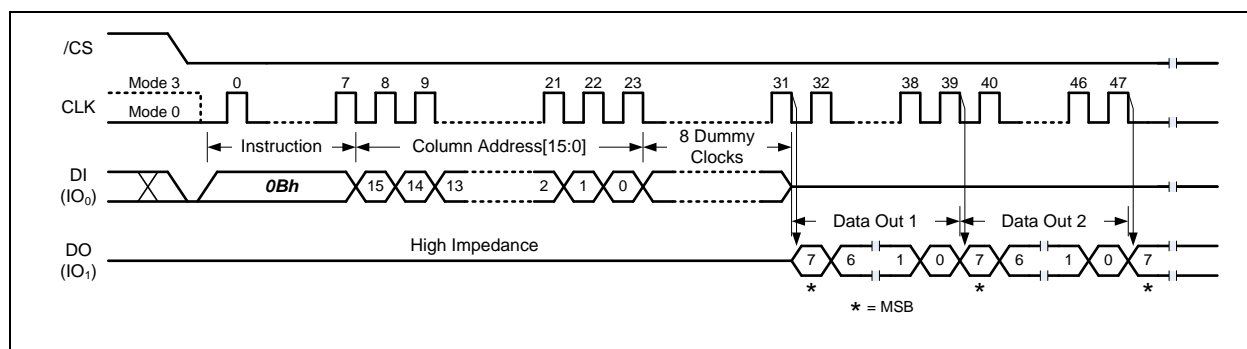 /CS
Mode 3
0 7 8 9 21 22 23 31 32 38 39 40 46 47
CLK
Mode 0
Instruction
Column Address[15:0]
8 Dummy
Clocks
DI
(IO0)
0Bh
15 14 13 2 1 0
Data Out 1
Data Out 2
DO
(IO1)
High Impedance
7 6 1 0 7 6 1 0 7
* * *
* = MSB